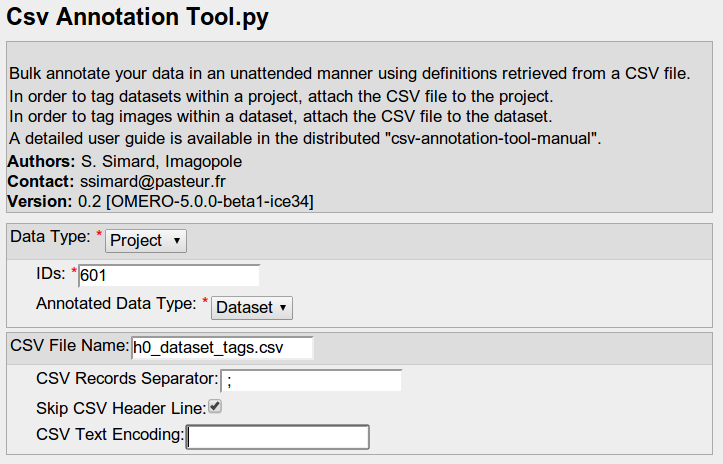 Csv Annotation Tool.py
Bulk annotate your data in an unattended manner using definitions retrieved from a CSV file.
In order to tag datasets within a project, attach the CSV file to the project.
In order to tag images within a dataset, attach the CSV file to the dataset.
A detailed user guide is available in the distributed "csv-annotation-tool-manual".
Authors: S. Simard, Imagopole
Contact: ssimard@pasteur.fr
Version: 0.2 [OMERO-5.0.0-beta1-ice34]
Data Type: * Project
IDs: * 601
Annotated Data Type: * Dataset
CSV File Name: h0_dataset_tags.csv
CSV Records Separator: ;
Skip CSV Header Line:
CSV Text Encoding: